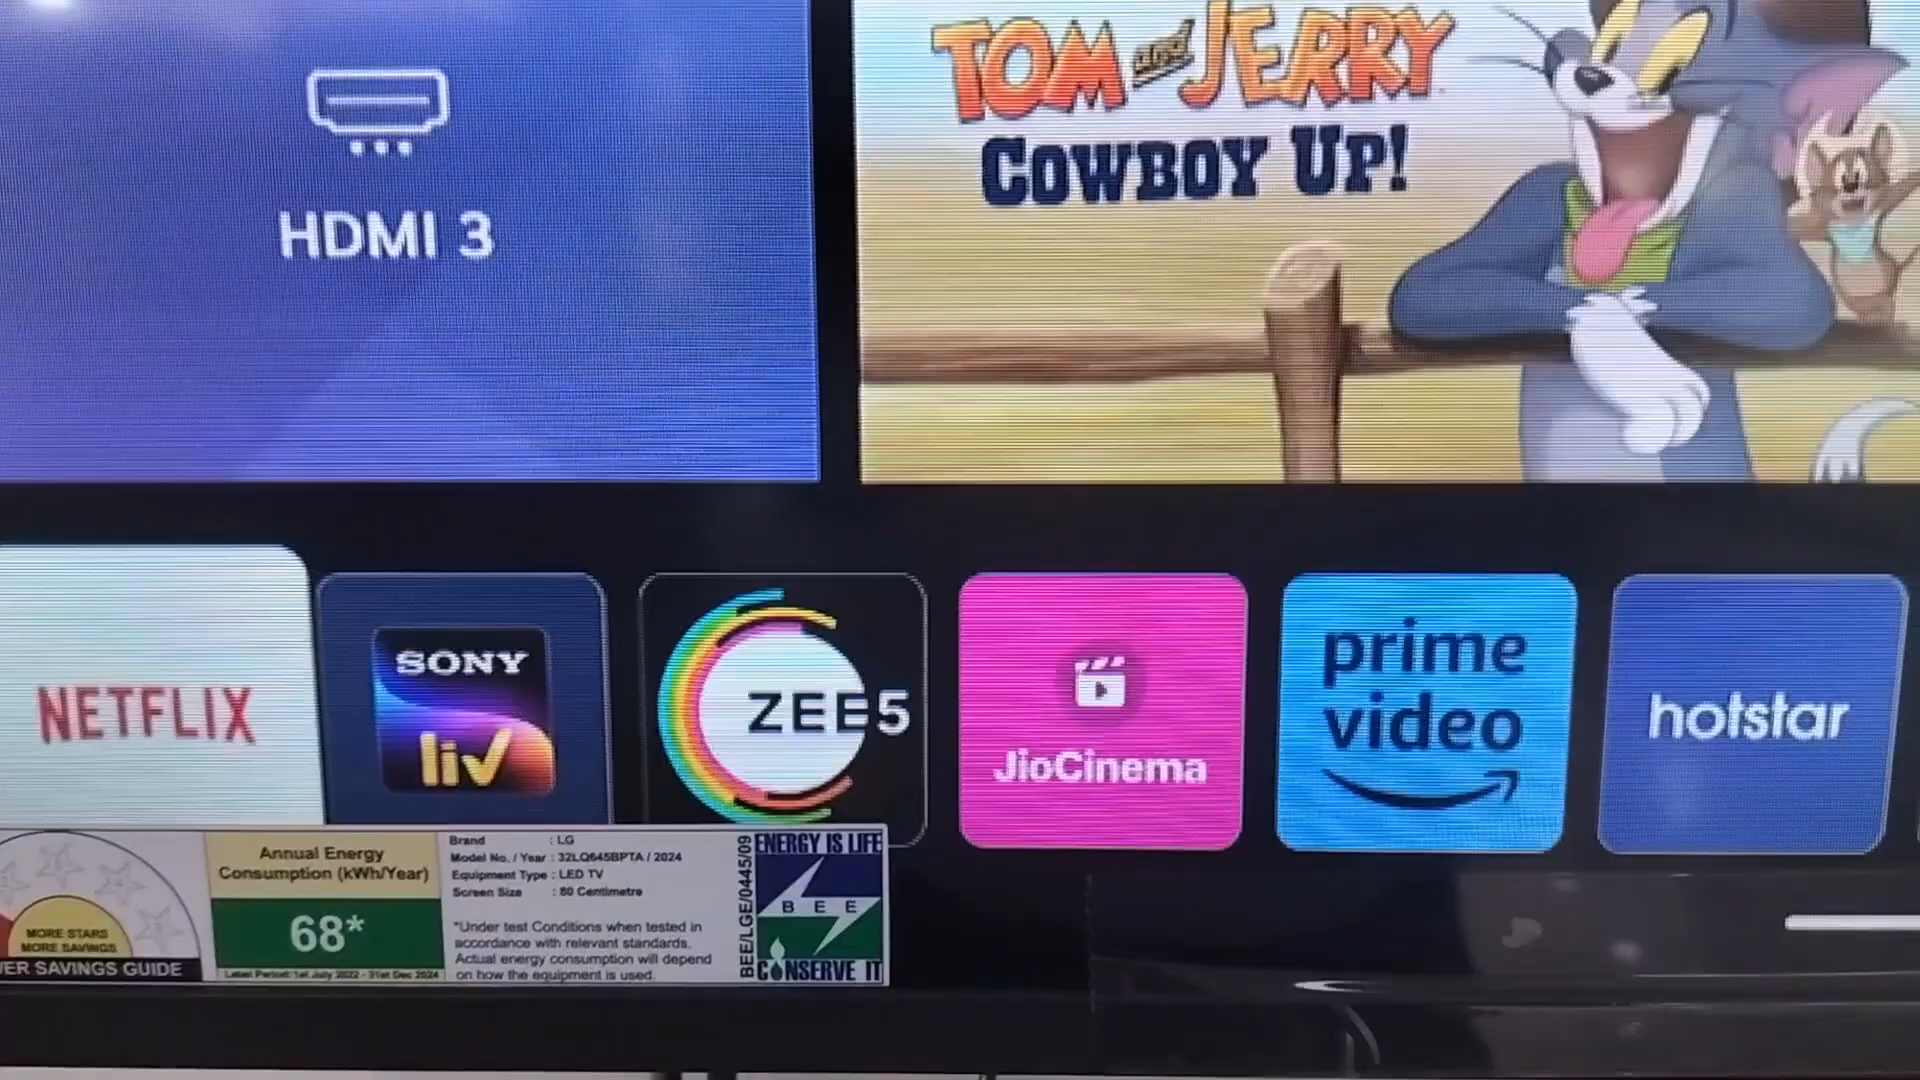 HDMI 3
TOM and JERRY
COWBOY UP!
NETFLIX
SONY
liv
ZEE5
JioCinema
prime
video
hotstar
MORE STARS
MORE SAVINGS
ER SAVINGS GUIDE
Annual Energy
Consumption (kWh/Year)
68*
Label Period: 1st July 2022 - 31st Dec 2024
Brand : LG
Model No. / Year : 32LQ645BPTA / 2024
Equipment Type : LED TV
Screen Size : 80 Centimetre
*Under test Conditions when tested in
accordance with relevant standards.
Actual energy consumption will depend
on how the equipment is used.
BEE/LGE/0445/09
ENERGY IS LIFE
BEE
CONSERVE IT